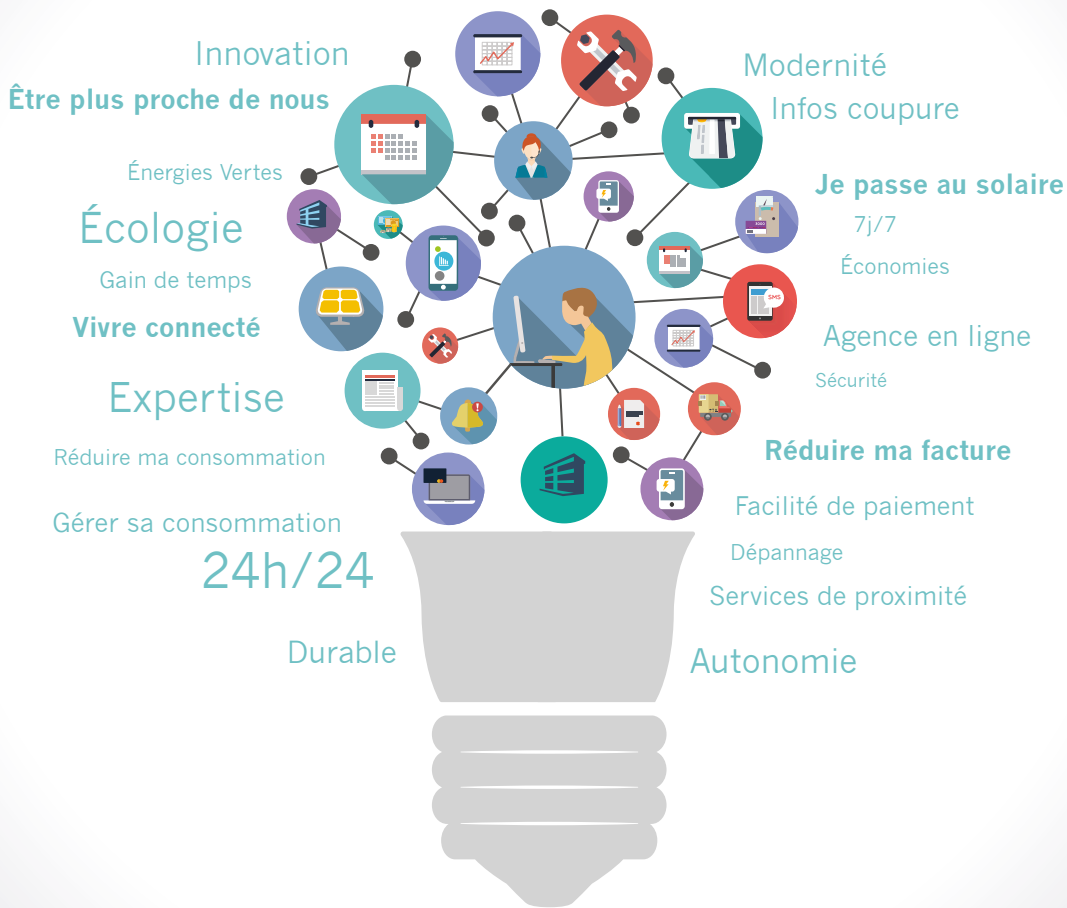 Innovation
Être plus proche de nous
Énergies Vertes
Écologie
Gain de temps
Vivre connecté
Expertise
Réduire ma consommation
Gérer sa consommation
24h/24
Durable
Modernité
Infos coupure
Je passe au solaire
7j/7
Économies
SMS
Agence en ligne
Sécurité
Réduire ma facture
Facilité de paiement
Dépannage
Services de proximité
Autonomie